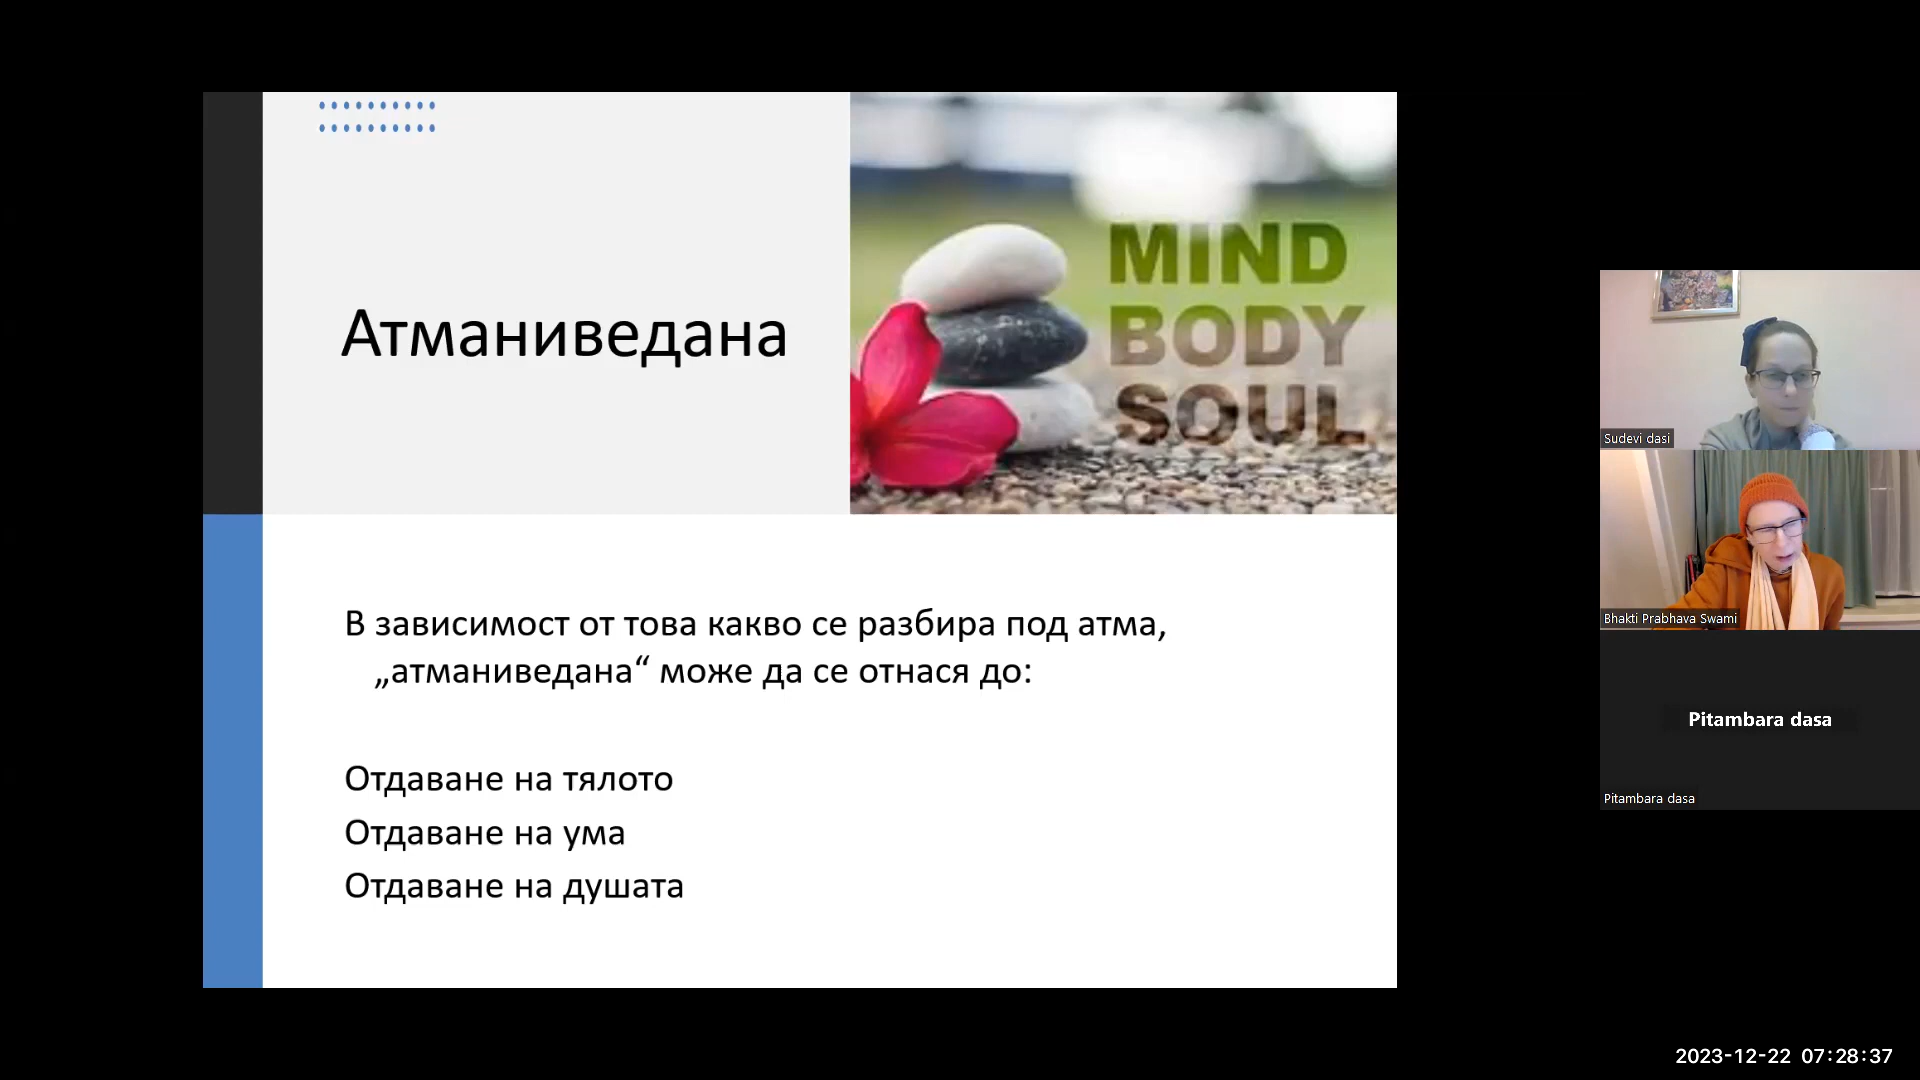 Атманиведана
MIND
BODY
SOUL
В зависимост от това какво се разбира под атма,
„атманиведана“ може да се отнася до:
Отдаване на тялото
Отдаване на ума
Отдаване на душата
Sudevi dasi
Bhakti Prabhava Swami
Pitambara dasa
Pitambara dasa
2023-12-22 07:28:37